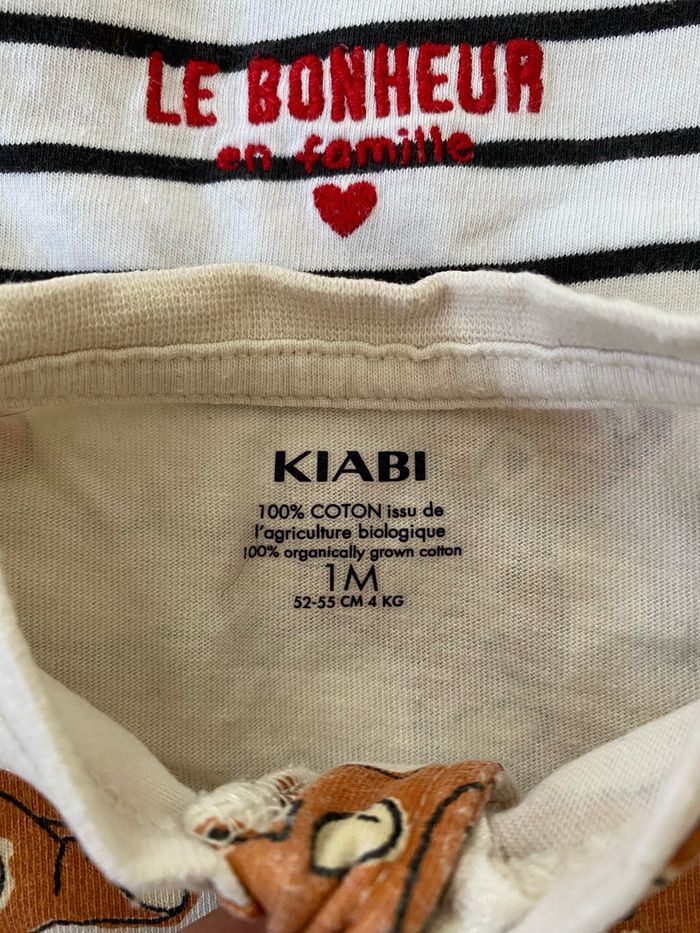 LE BONHEUR
en famille
KIABI
100% COTON issu de
l'agriculture biologique
100% organically grown cotton
1M
52-55 CM 4 KG